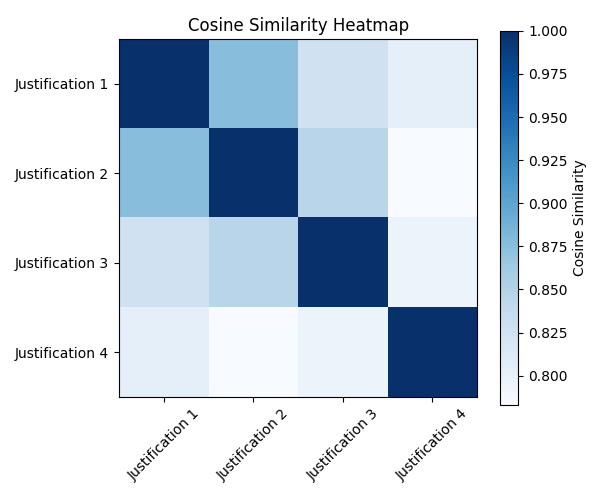 Cosine Similarity Heatmap
Justification 1
Justification 2
Justification 3
Justification 4
Justification 1
Justification 2
Justification 3
Justification 4
1.000
0.975
0.950
0.925
0.900
0.875
0.850
0.825
0.800
Cosine Similarity